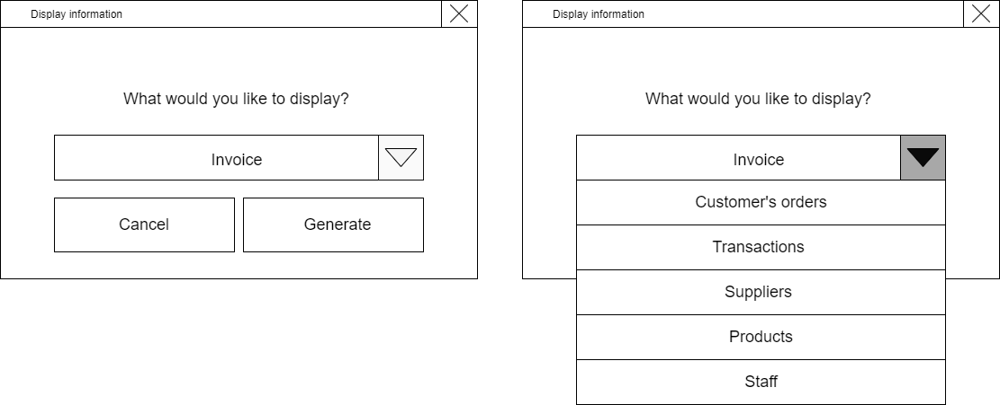 Display information
What would you like to display?
Invoice
Cancel
Generate
Display information
What would you like to display?
Invoice
Customer's orders
Transactions
Suppliers
Products
Staff